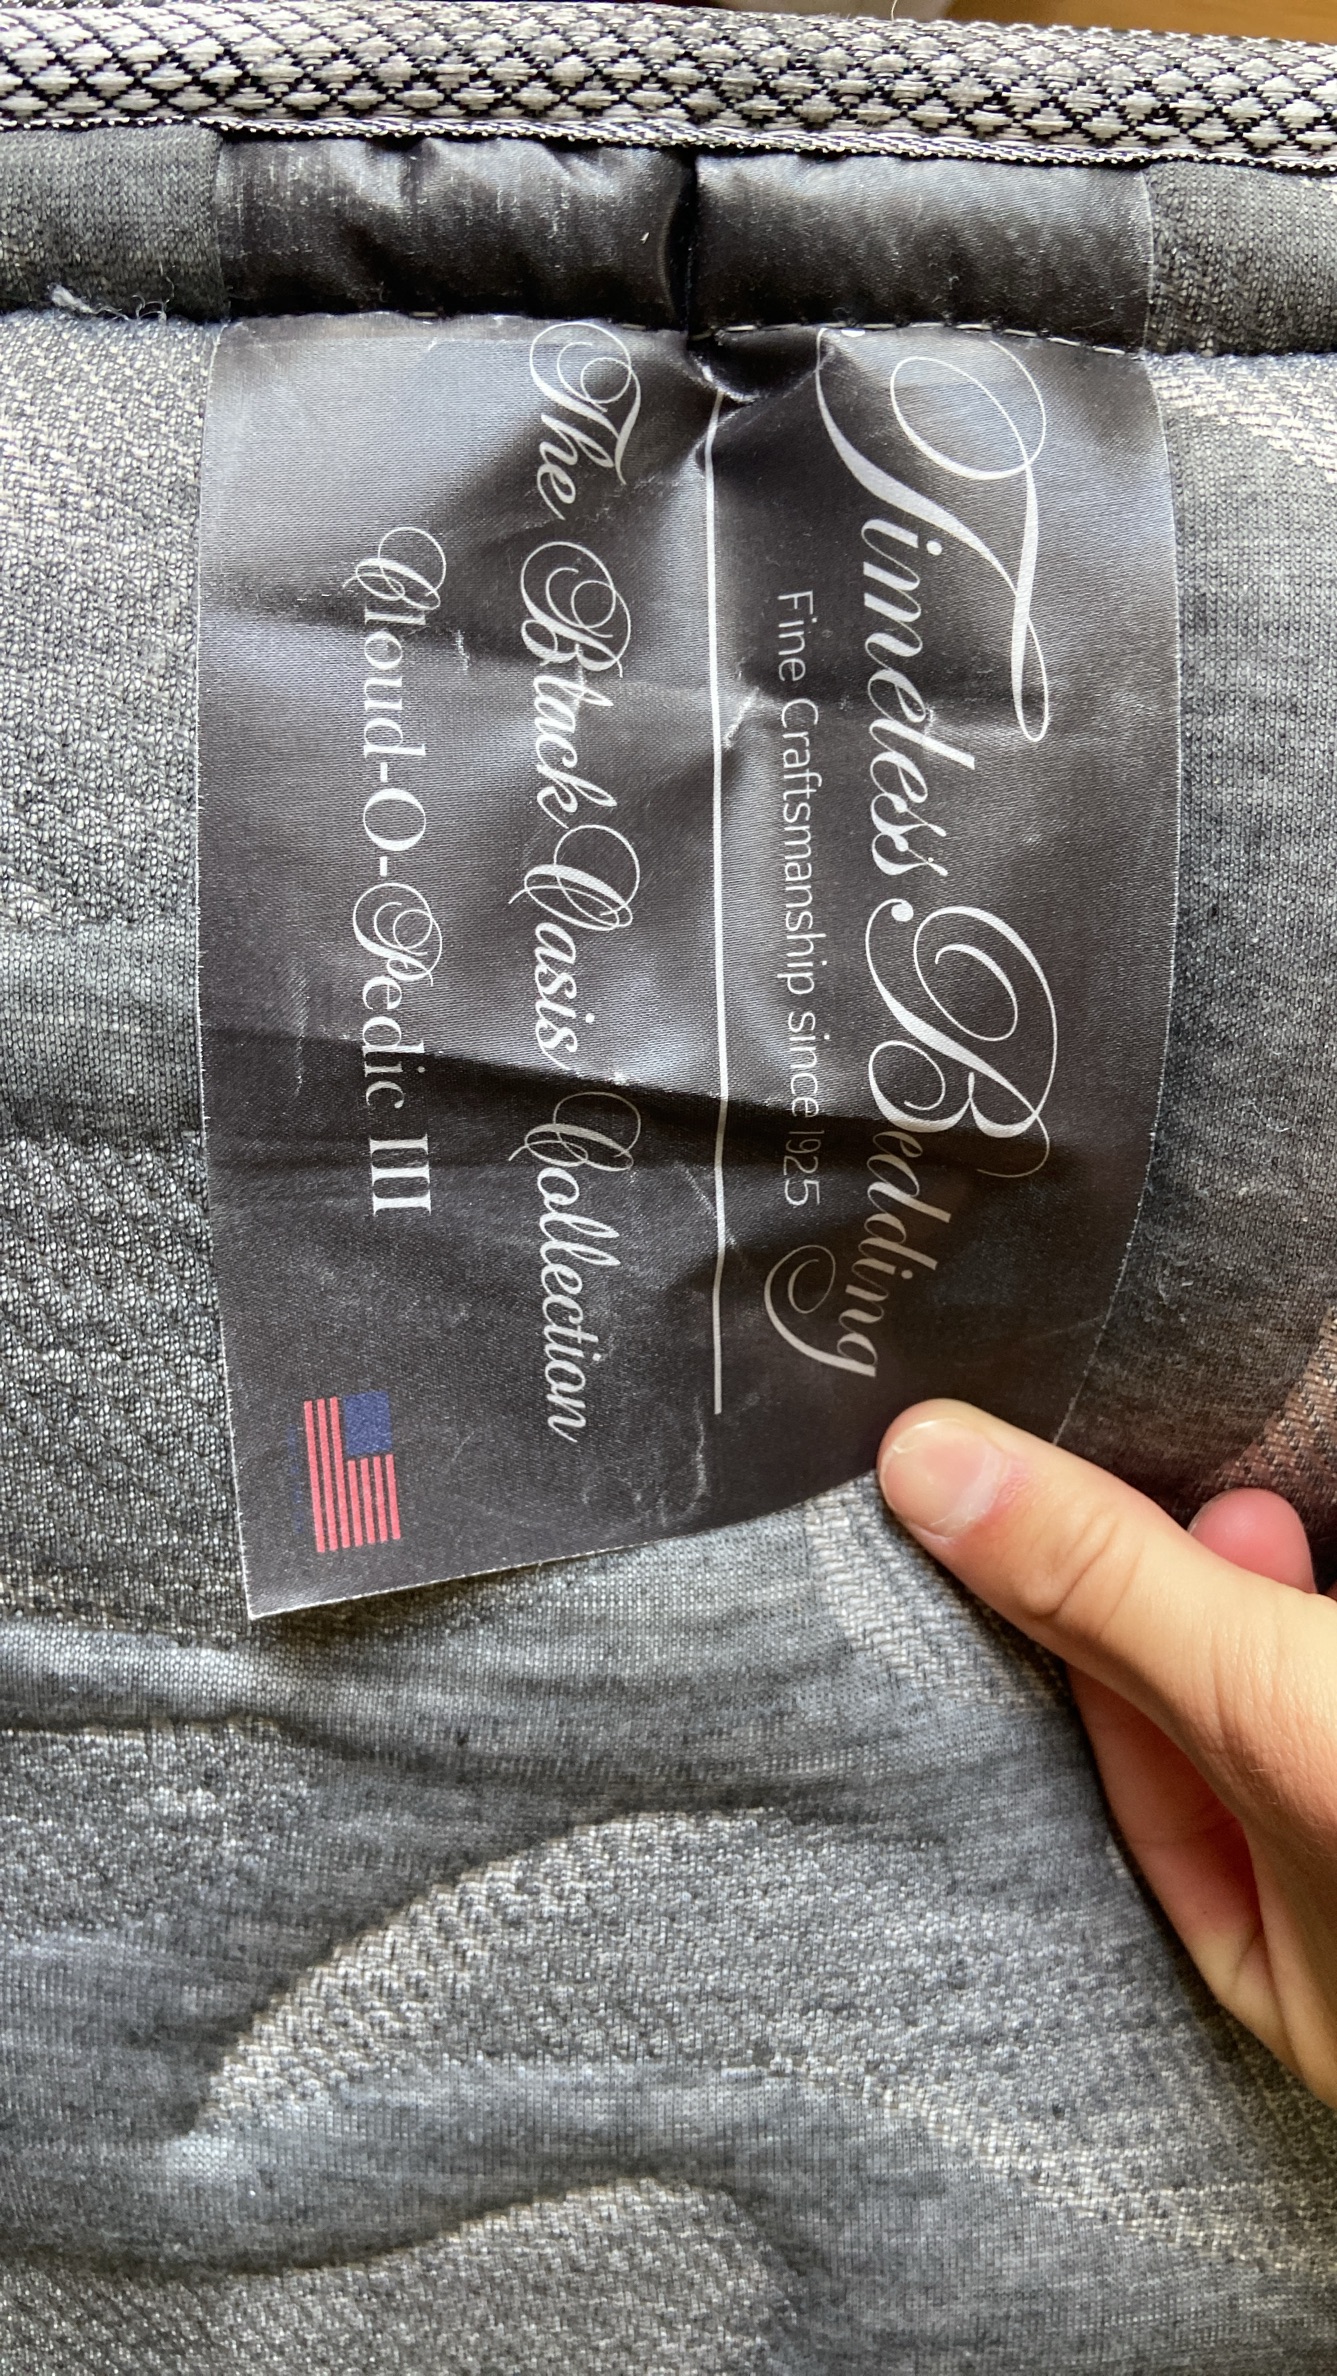 Timeless Bedding
Fine Craftsmanship since 1925
The Black Oasis Collection
Cloud-O-Pedic III